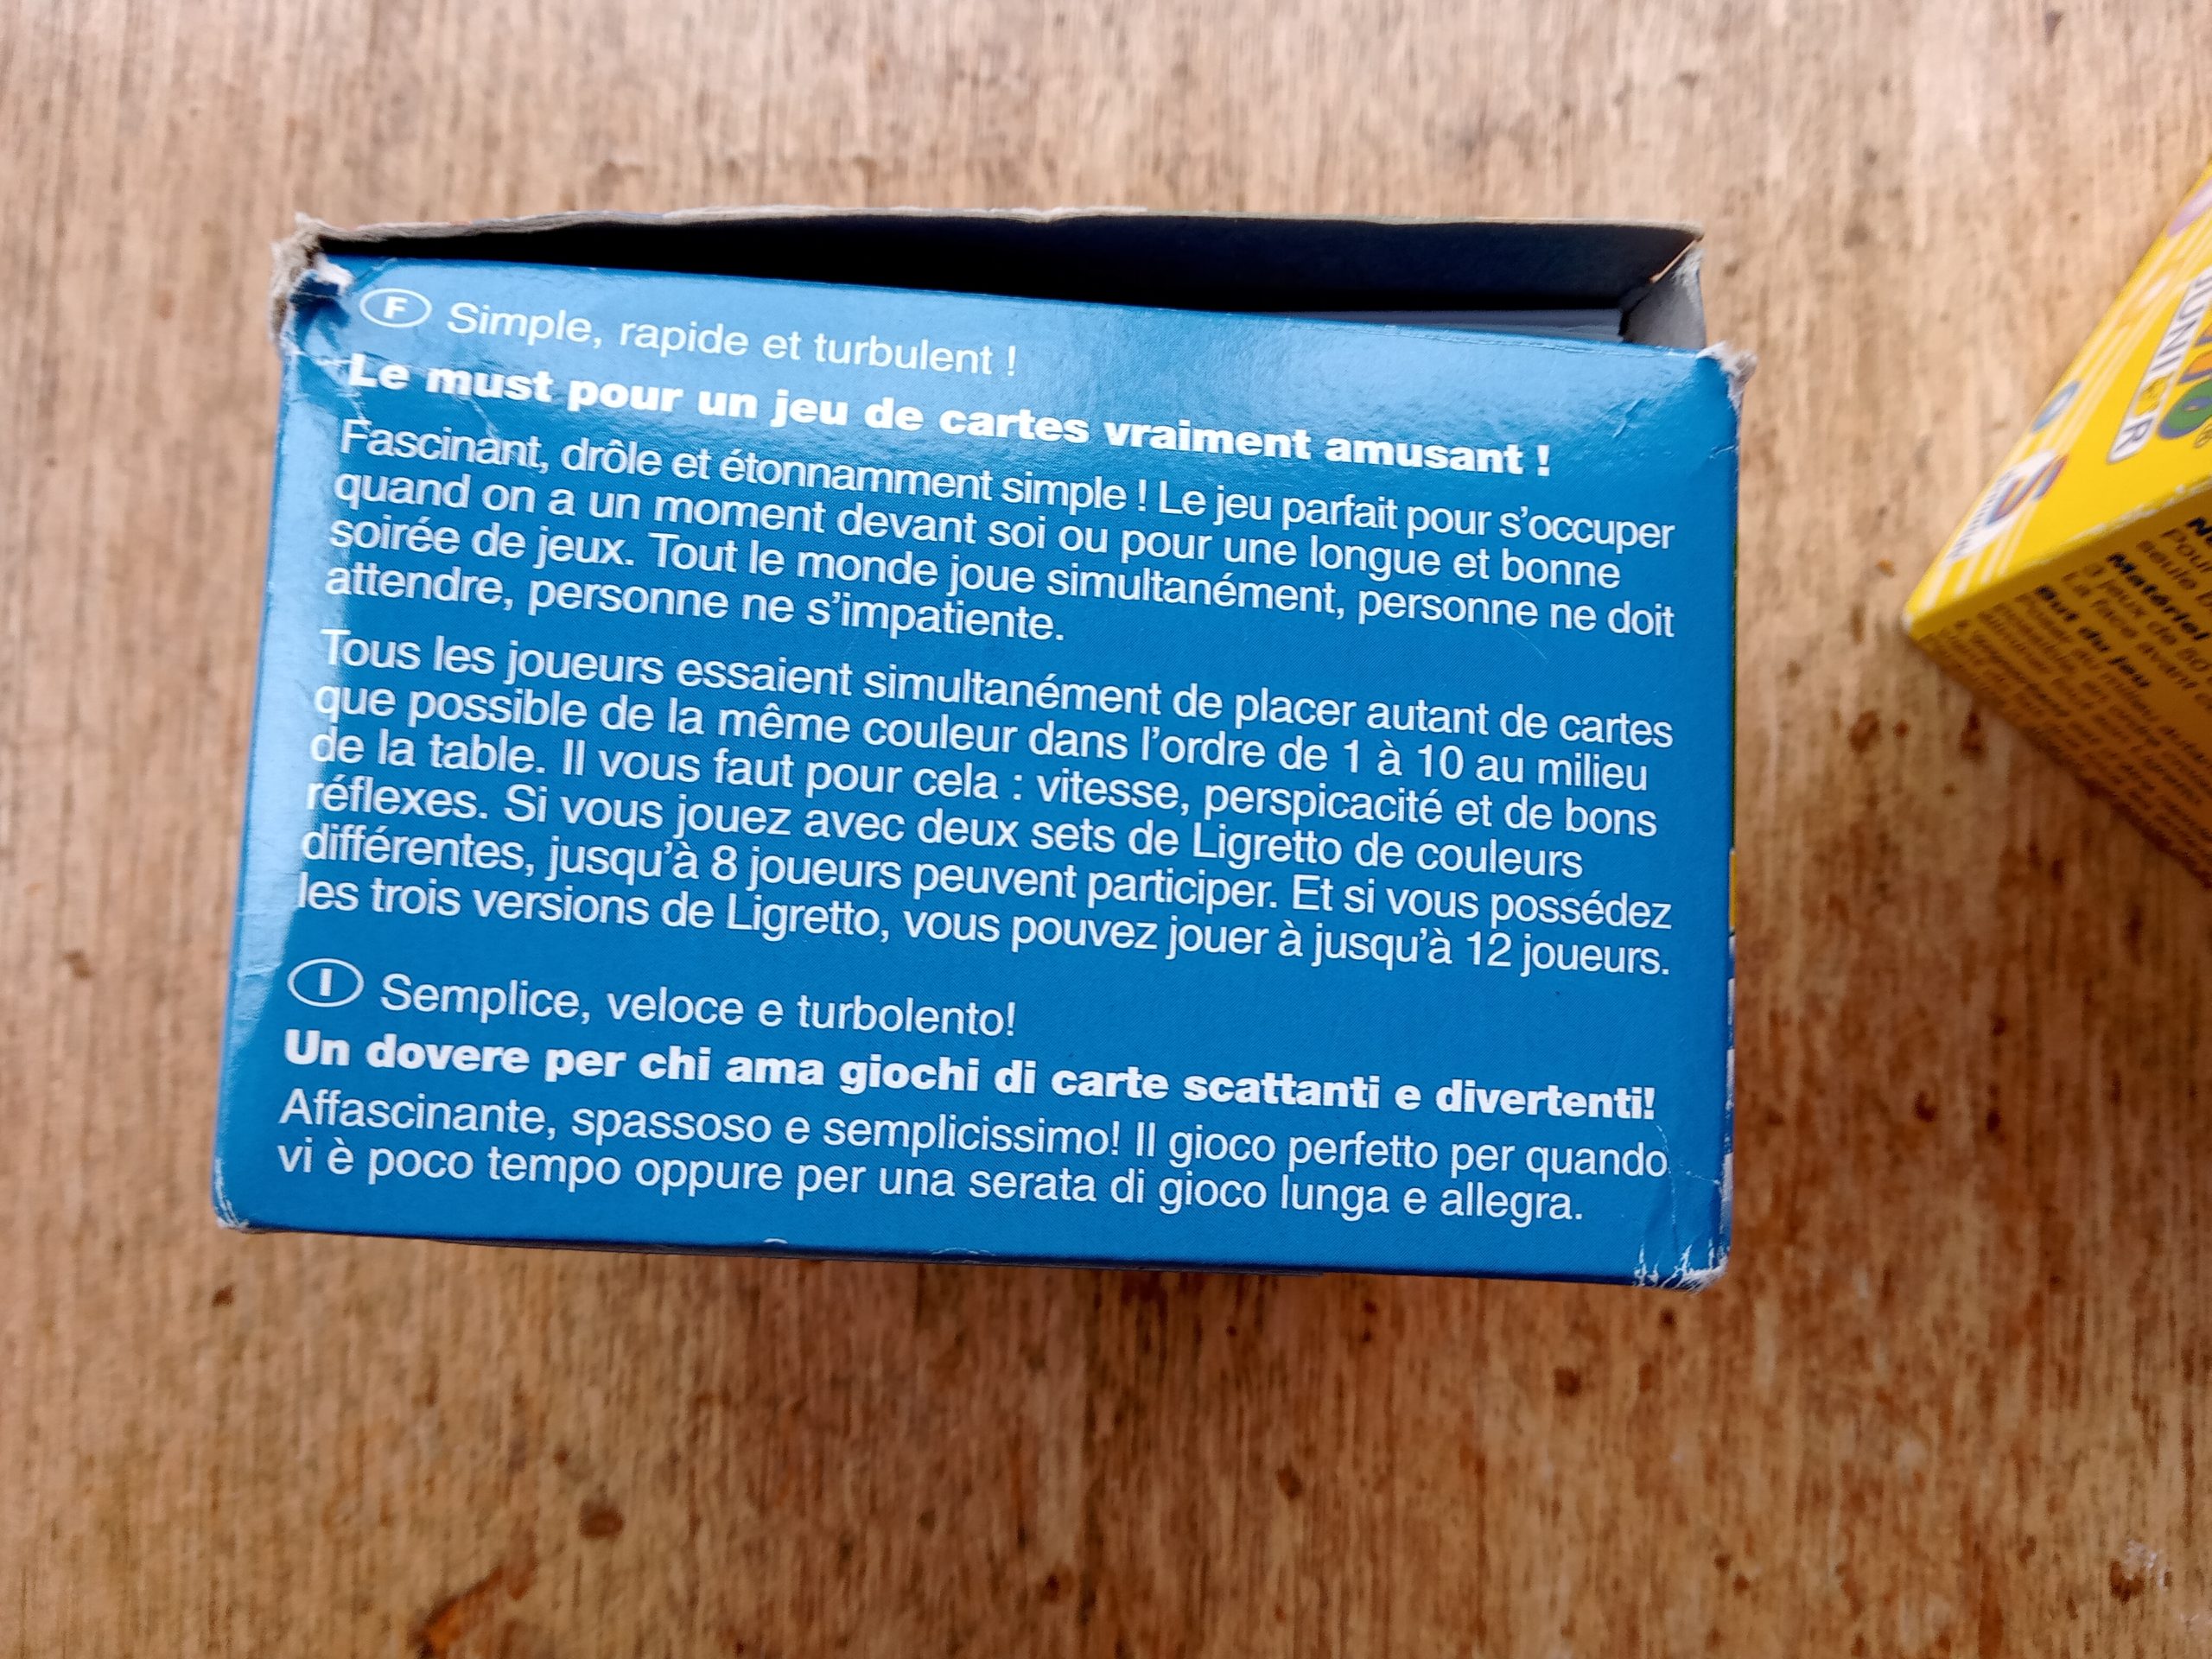 F Simple, rapide et turbulent !
Le must pour un jeu de cartes vraiment amusant !
Fascinant, drôle et étonnamment simple ! Le jeu parfait pour s'occuper
quand on a un moment devant soi ou pour une longue et bonne
soirée de jeux. Tout le monde joue simultanément, personne ne doit
attendre, personne ne s'impatiente.
Tous les joueurs essaient simultanément de placer autant de cartes
que possible de la même couleur dans l'ordre de 1 à 10 au milieu
de la table. Il vous faut pour cela : vitesse, perspicacité et de bons
réflexes. Si vous jouez avec deux sets de Ligretto de couleurs
différentes, jusqu'à 8 joueurs peuvent participer. Et si vous possédez
les trois versions de Ligretto, vous pouvez jouer à jusqu'à 12 joueurs.
I Semplice, veloce e turbolento!
Un dovere per chi ama giochi di carte scattanti e divertenti!
Affascinante, spassoso e semplicissimo! Il gioco perfetto per quando
vi è poco tempo oppure per una serata di gioco lunga e allegra.
Matériel
But du jeu